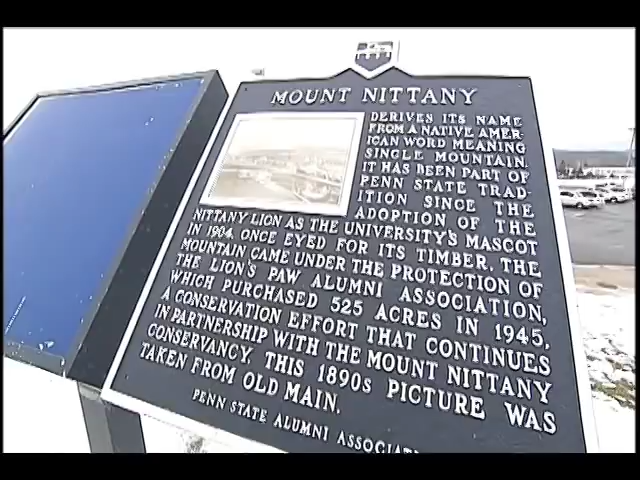 MOUNT NITTANY
DERIVES ITS NAME
FROM A NATIVE AMER-
ICAN WORD MEANING
SINGLE MOUNTAIN.
IT HAS BEEN PART OF
PENN STATE TRAD-
ITION SINCE THE
ADOPTION OF THE
NITTANY LION AS THE UNIVERSITY'S MASCOT
IN 1904. ONCE EYED FOR ITS TIMBER, THE
MOUNTAIN CAME UNDER THE PROTECTION OF
THE LION'S PAW ALUMNI ASSOCIATION,
WHICH PURCHASED 525 ACRES IN 1945,
A CONSERVATION EFFORT THAT CONTINUES
IN PARTNERSHIP WITH THE MOUNT NITTANY
CONSERVANCY. THIS 1890s PICTURE WAS
TAKEN FROM OLD MAIN.
PENN STATE ALUMNI ASSOCIAT